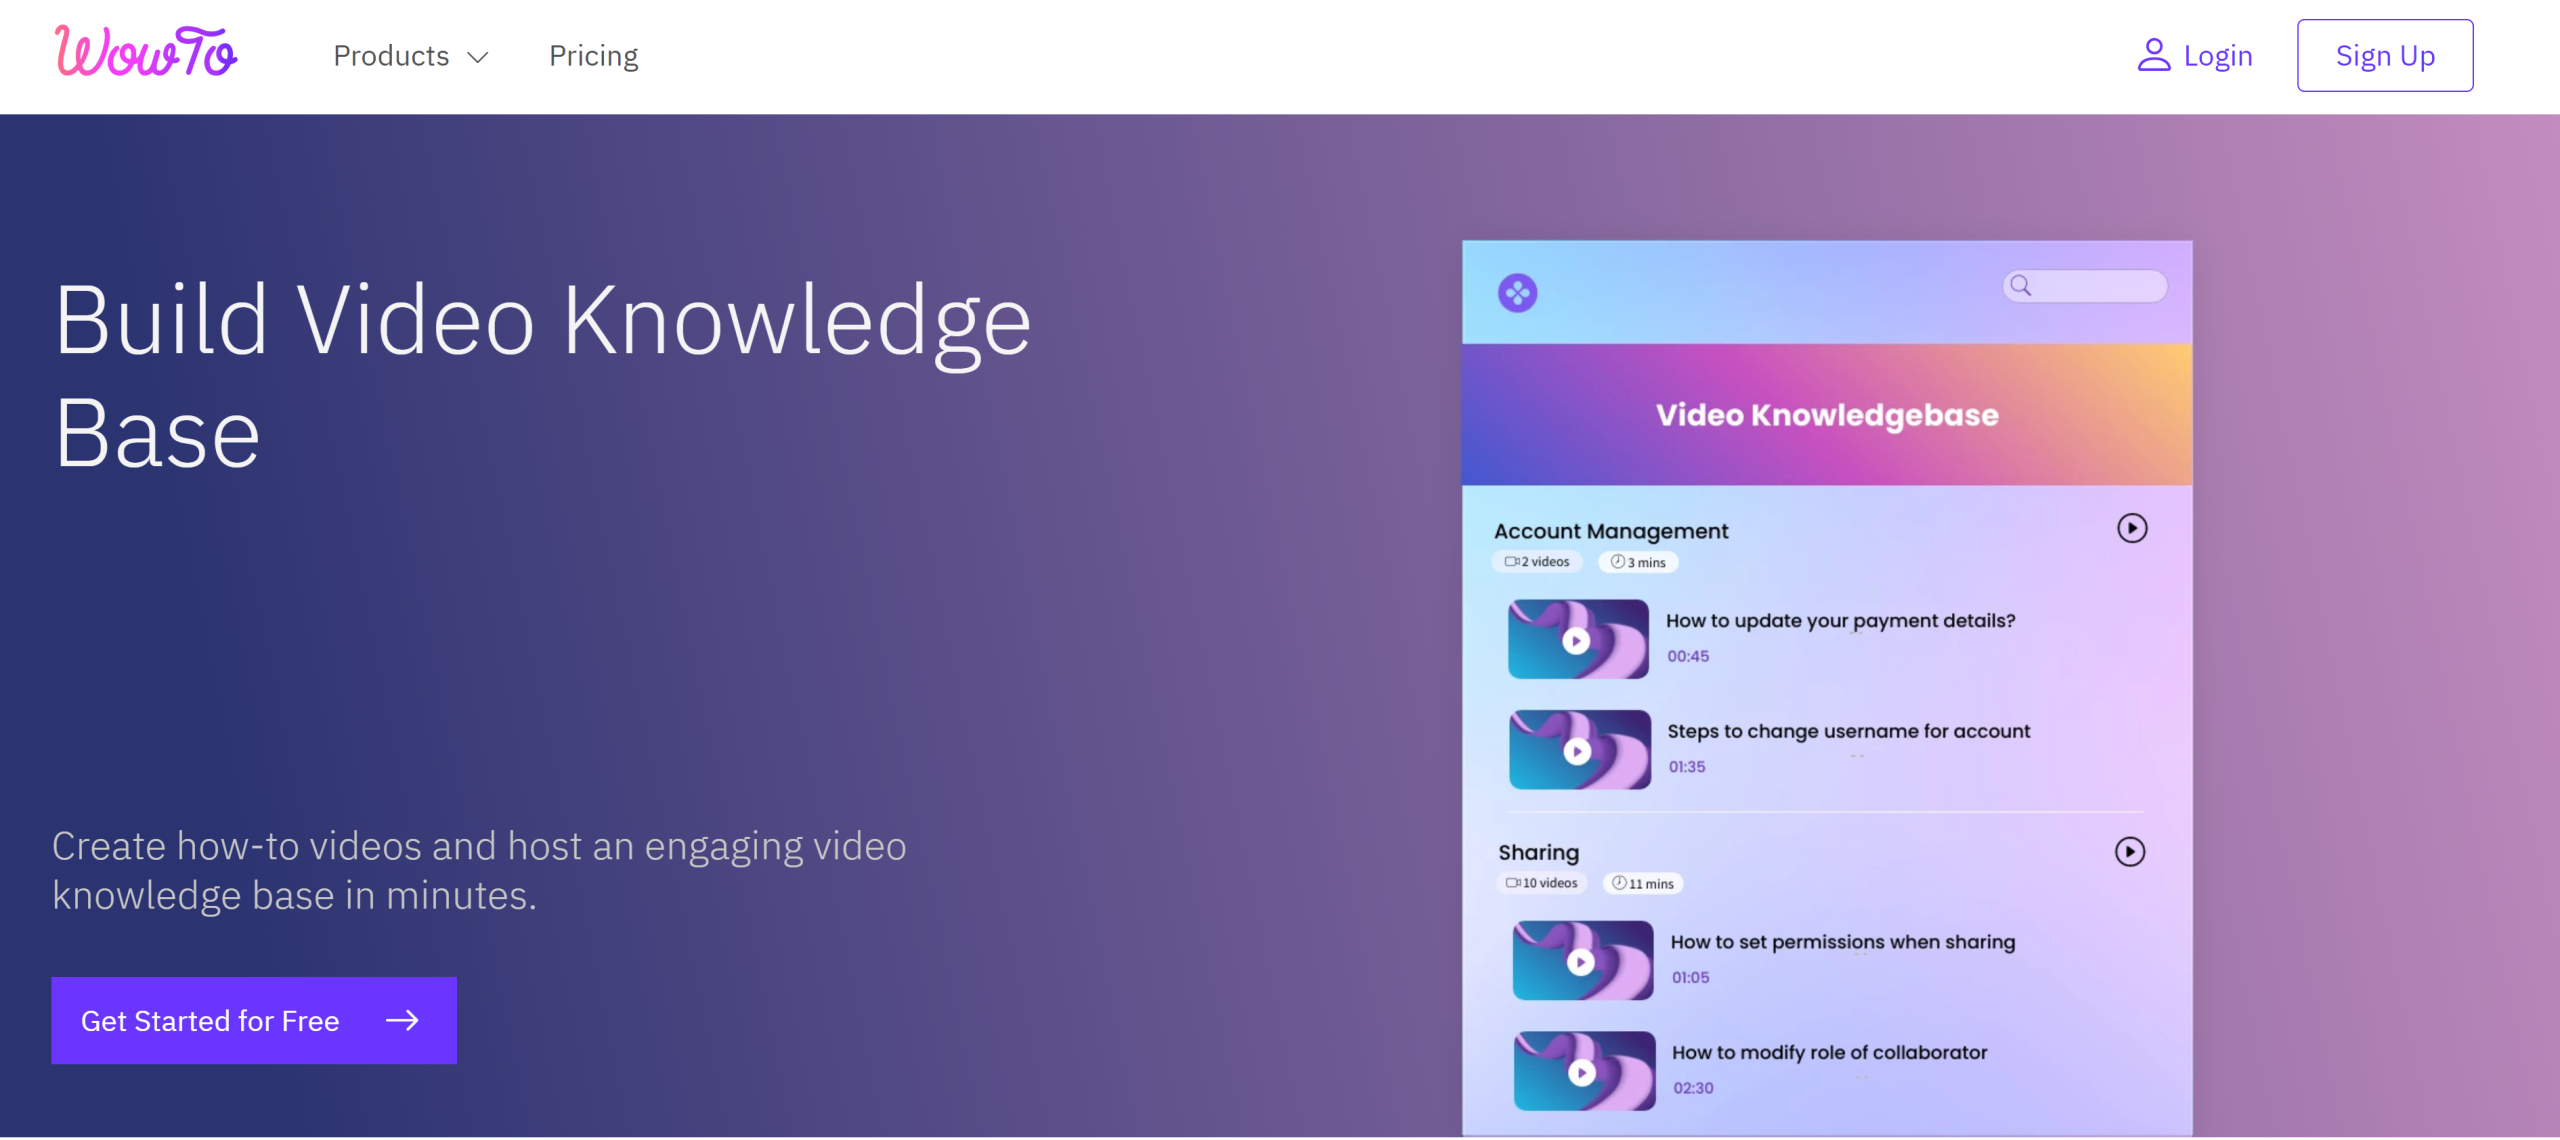 WowTo
Products
Pricing
Login
Sign Up
Build Video Knowledge
Base
Create how-to videos and host an engaging video
knowledge base in minutes.
Get Started for Free
Video Knowledgebase
Account Management
2 videos
3 mins
How to update your payment details?
00:45
Steps to change username for account
01:35
Sharing
10 videos
11 mins
How to set permissions when sharing
01:05
How to modify role of collaborator
02:30